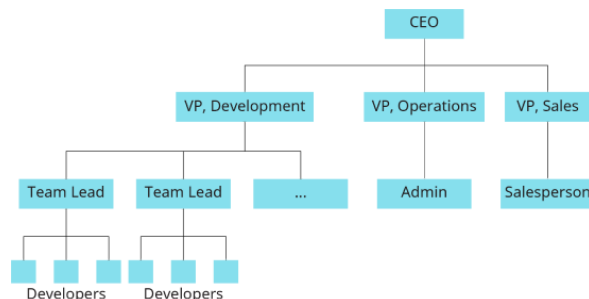 CEO
VP, Development
VP, Operations
VP, Sales
Team Lead
Team Lead
...
Admin
Salesperson
Developers
Developers